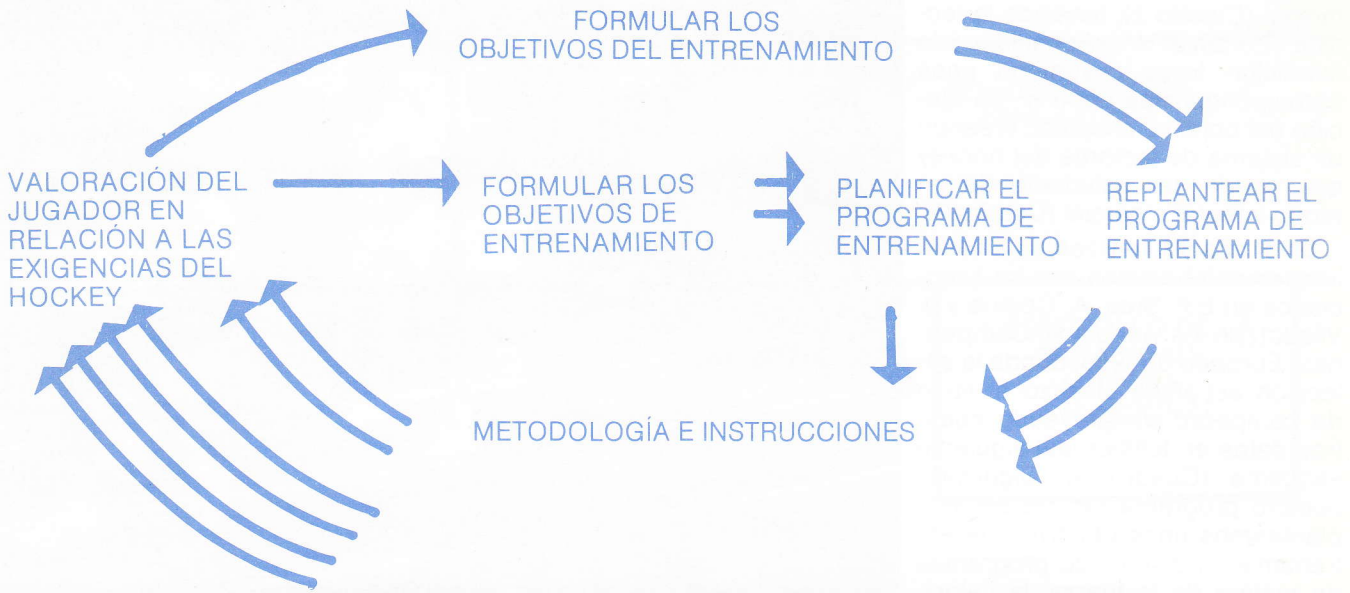 FORMULAR LOS
OBJETIVOS DEL ENTRENAMIENTO
VALORACIÓN DEL
JUGADOR EN
RELACIÓN A LAS
EXIGENCIAS DEL
HOCKEY
FORMULAR LOS
OBJETIVOS DE
ENTRENAMIENTO
PLANIFICAR EL
PROGRAMA DE
ENTRENAMIENTO
REPLANTEAR EL
PROGRAMA DE
ENTRENAMIENTO
METODOLOGÍA E INSTRUCCIONES